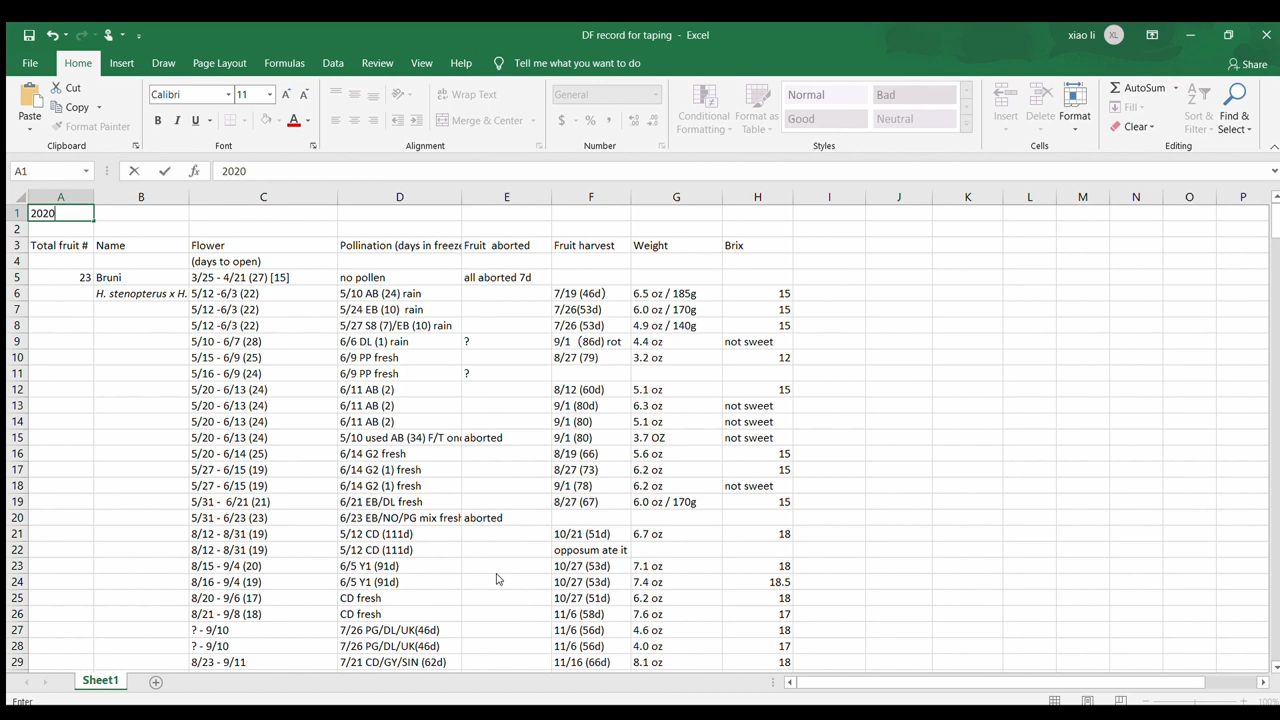 DF record for taping - Excel
xiao li XL
File Home Insert Draw Page Layout Formulas Data Review View Help Tell me what you want to do Share
Paste Cut Copy Format Painter Clipboard
Calibri 11 A A B I U A Font
Wrap Text Merge & Center Alignment
General $ % , Number
Conditional Formatting Format as Table Normal Bad Good Neutral Styles
Insert Delete Format Cells
AutoSum Fill Clear Sort & Filter Find & Select Editing
A1 fx 2020
A B C D E F G H I J K L M N O P
1 2020
2
3 Total fruit # Name Flower Pollination (days in freeze Fruit aborted Fruit harvest Weight Brix
4 (days to open)
5 23 Bruni 3/25 - 4/21 (27) [15] no pollen all aborted 7d
6 H. stenopterus x H. 5/12 -6/3 (22) 5/10 AB (24) rain 7/19 (46d) 6.5 oz / 185g 15
7 5/12 -6/3 (22) 5/24 EB (10) rain 7/26(53d) 6.0 oz / 170g 15
8 5/12 -6/3 (22) 5/27 S8 (7)/EB (10) rain 7/26 (53d) 4.9 oz / 140g 15
9 5/10 - 6/7 (28) 6/6 DL (1) rain ? 9/1 (86d) rot 4.4 oz not sweet
10 5/15 - 6/9 (25) 6/9 PP fresh 8/27 (79) 3.2 oz 12
11 5/16 - 6/9 (24) 6/9 PP fresh ?
12 5/20 - 6/13 (24) 6/11 AB (2) 8/12 (60d) 5.1 oz 15
13 5/20 - 6/13 (24) 6/11 AB (2) 9/1 (80d) 6.3 oz not sweet
14 5/20 - 6/13 (24) 6/11 AB (2) 9/1 (80) 5.1 oz not sweet
15 5/20 - 6/13 (24) 5/10 used AB (34) F/T on aborted 9/1 (80) 3.7 OZ not sweet
16 5/20 - 6/14 (25) 6/14 G2 fresh 8/19 (66) 5.6 oz 15
17 5/27 - 6/15 (19) 6/14 G2 (1) fresh 8/27 (73) 6.2 oz 15
18 5/27 - 6/15 (19) 6/14 G2 (1) fresh 9/1 (78) 6.2 oz not sweet
19 5/31 - 6/21 (21) 6/21 EB/DL fresh 8/27 (67) 6.0 oz / 170g 15
20 5/31 - 6/23 (23) 6/23 EB/NO/PG mix fresh aborted
21 8/12 - 8/31 (19) 5/12 CD (111d) 10/21 (51d) 6.7 oz 18
22 8/12 - 8/31 (19) 5/12 CD (111d) opposum ate it
23 8/15 - 9/4 (20) 6/5 Y1 (91d) 10/27 (53d) 7.1 oz 18
24 8/16 - 9/4 (19) 6/5 Y1 (91d) 10/27 (53d) 7.4 oz 18.5
25 8/20 - 9/6 (17) CD fresh 10/27 (51d) 6.2 oz 18
26 8/21 - 9/8 (18) CD fresh 11/6 (58d) 7.6 oz 17
27 ? - 9/10 7/26 PG/DL/UK(46d) 11/6 (56d) 4.6 oz 18
28 ? - 9/10 7/26 PG/DL/UK(46d) 11/6 (56d) 4.0 oz 17
29 8/23 - 9/11 7/21 CD/GY/SIN (62d) 11/16 (66d) 8.1 oz 18
Sheet1
Enter 100%